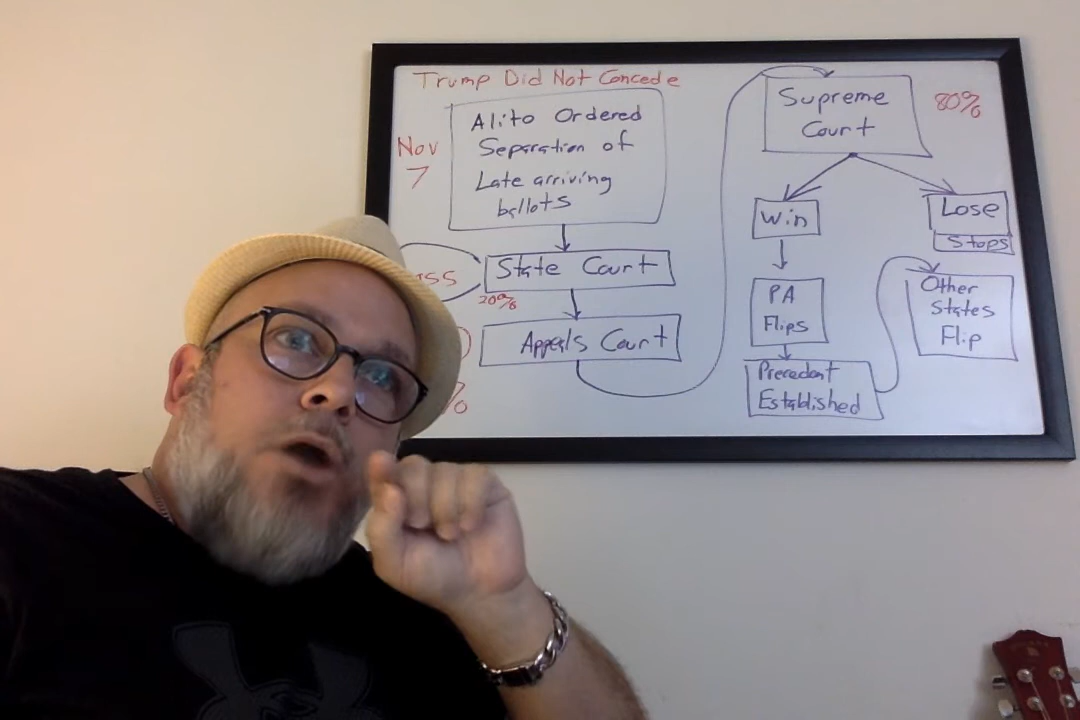 Trump Did Not Concede
Nov
7
Alito Ordered
Separation of
Late arriving
ballots
State Court
20%
Appeals Court
Supreme
Court
80%
Win
Lose
Stops
PA
Flips
Other
States
Flip
Precedent
Established